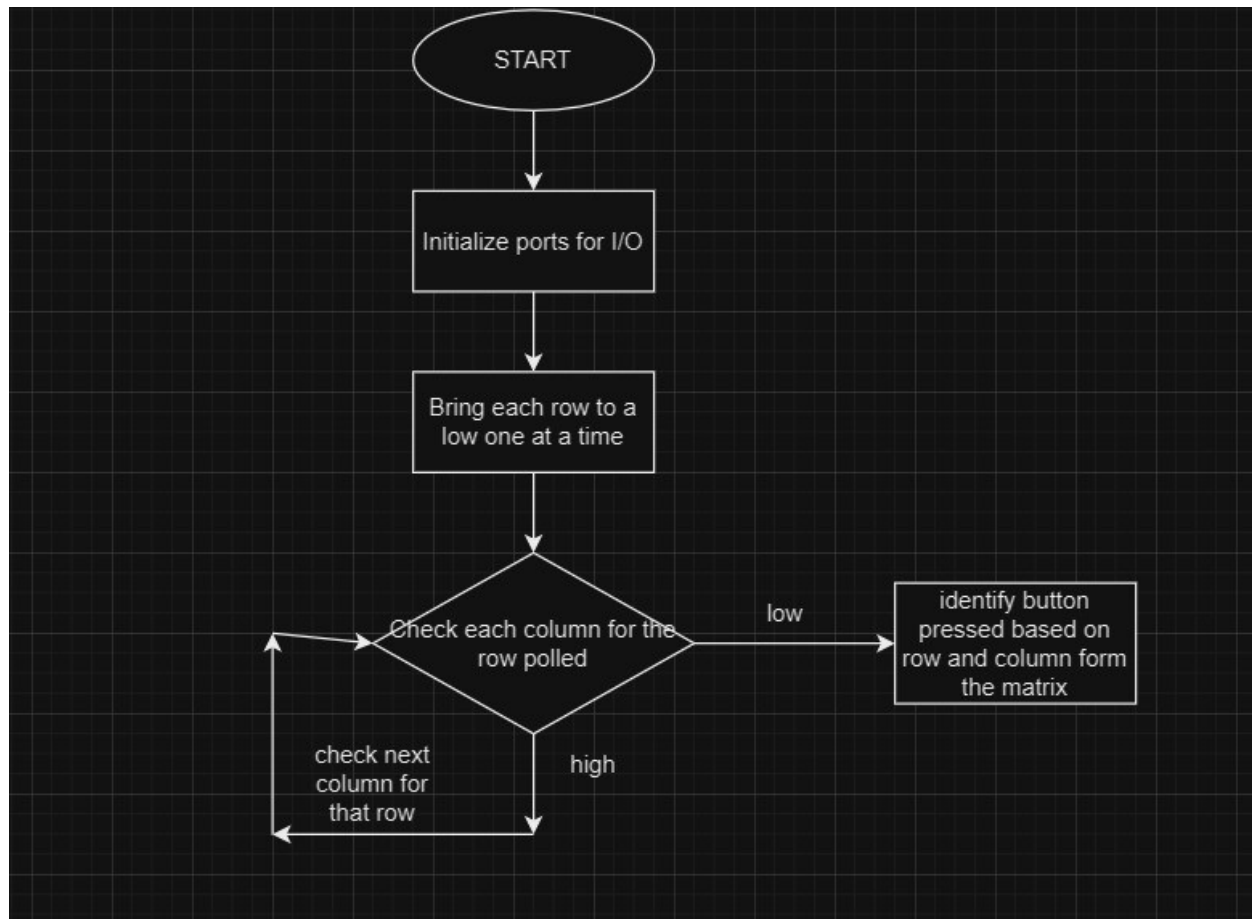 START
Initialize ports for I/O
Bring each row to a
low one at a time
Check each column for the
row polled
low
identify button
pressed based on
row and column form
the matrix
high
check next
column for
that row